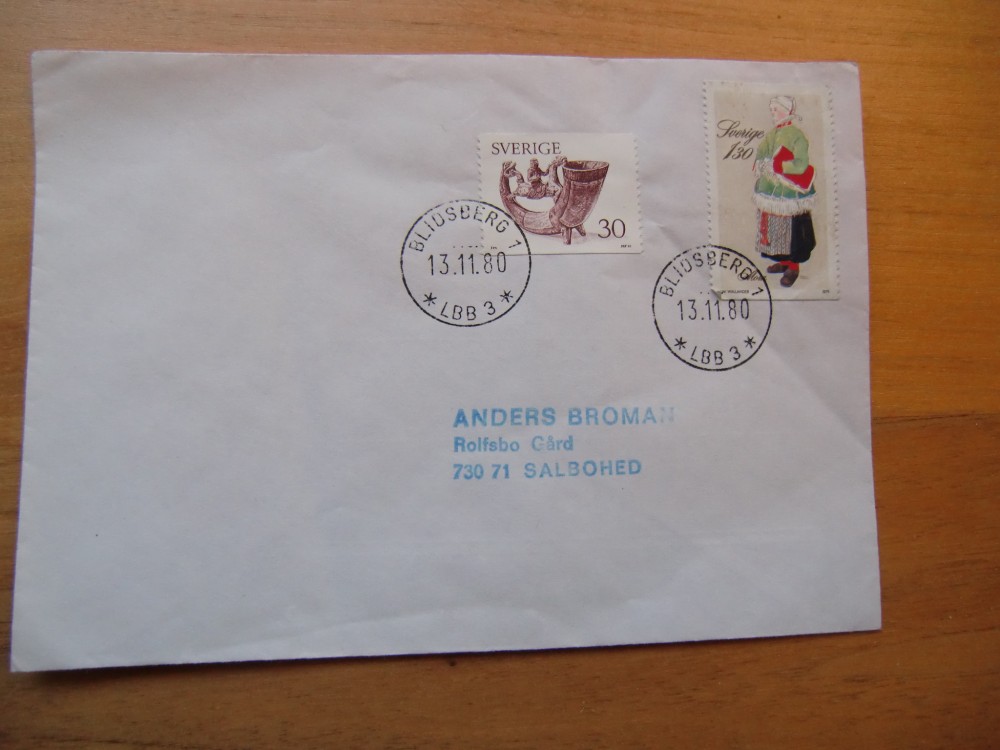 SVERIGE
30
Sverige
130
BLIDSBERG 1
13.11.80
* LBB 3 *
BLIDSBERG 1
13.11.80
* LBB 3 *
ANDERS BROMAN
Rolfsbo Gård
730 71 SALBOHED